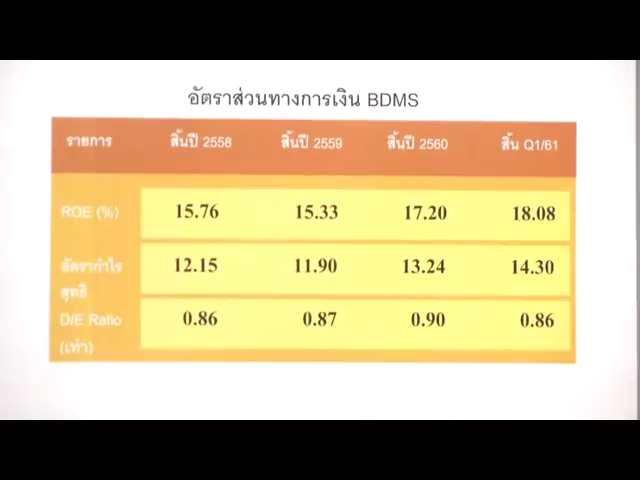 อัตราส่วนทางการเงิน BDMS
รายการ สิ้นปี 2558 สิ้นปี 2559 สิ้นปี 2560 สิ้น Q1/61
ROE (%) 15.76 15.33 17.20 18.08
อัตรากำไร 12.15 11.90 13.24 14.30
สุทธิ
D/E Ratio 0.86 0.87 0.90 0.86
(เท่า)